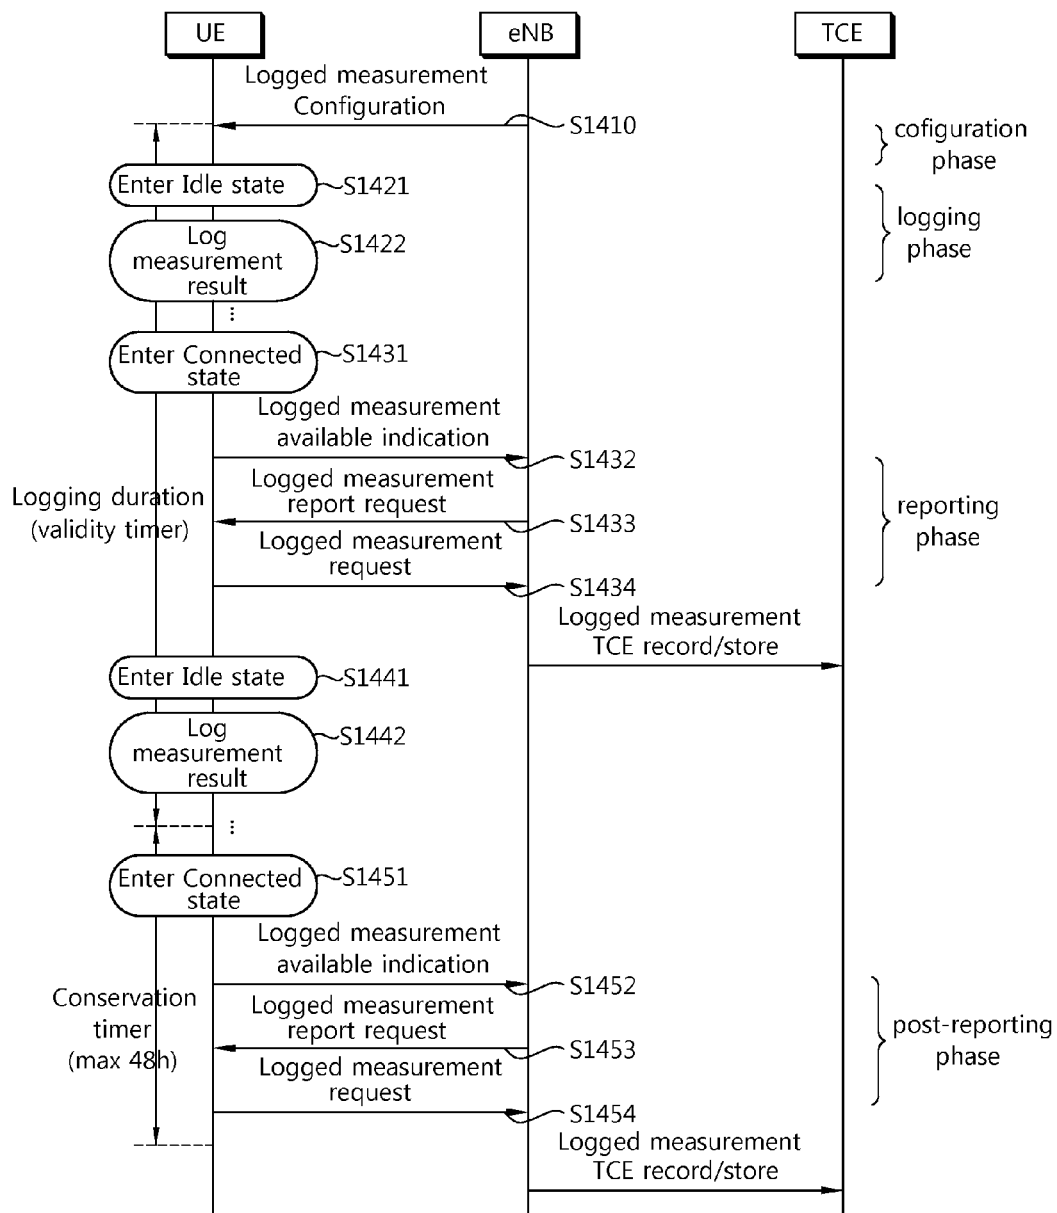 UE
eNB
TCE
Logged measurement
Configuration
S1410
cofiguration
phase
Enter Idle state
S1421
logging
phase
Log
measurement
result
S1422
...
Enter Connected
state
S1431
Logged measurement
available indication
S1432
Logged measurement
report request
S1433
Logging duration
(validity timer)
reporting
phase
Logged measurement
request
S1434
Logged measurement
TCE record/store
Enter Idle state
S1441
Log
measurement
result
S1442
...
Enter Connected
state
S1451
Logged measurement
available indication
S1452
Conservation
timer
(max 48h)
Logged measurement
report request
S1453
post-reporting
phase
Logged measurement
request
S1454
Logged measurement
TCE record/store